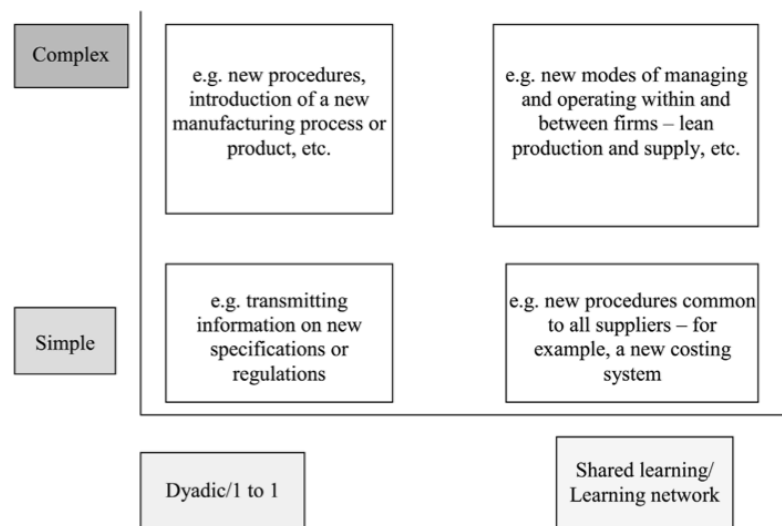 Complex
e.g. new procedures,
introduction of a new
manufacturing process or
product, etc.
e.g. new modes of managing
and operating within and
between firms – lean
production and supply, etc.
Simple
e.g. transmitting
information on new
specifications or
regulations
e.g. new procedures common
to all suppliers – for
example, a new costing
system
Dyadic/1 to 1
Shared learning/
Learning network